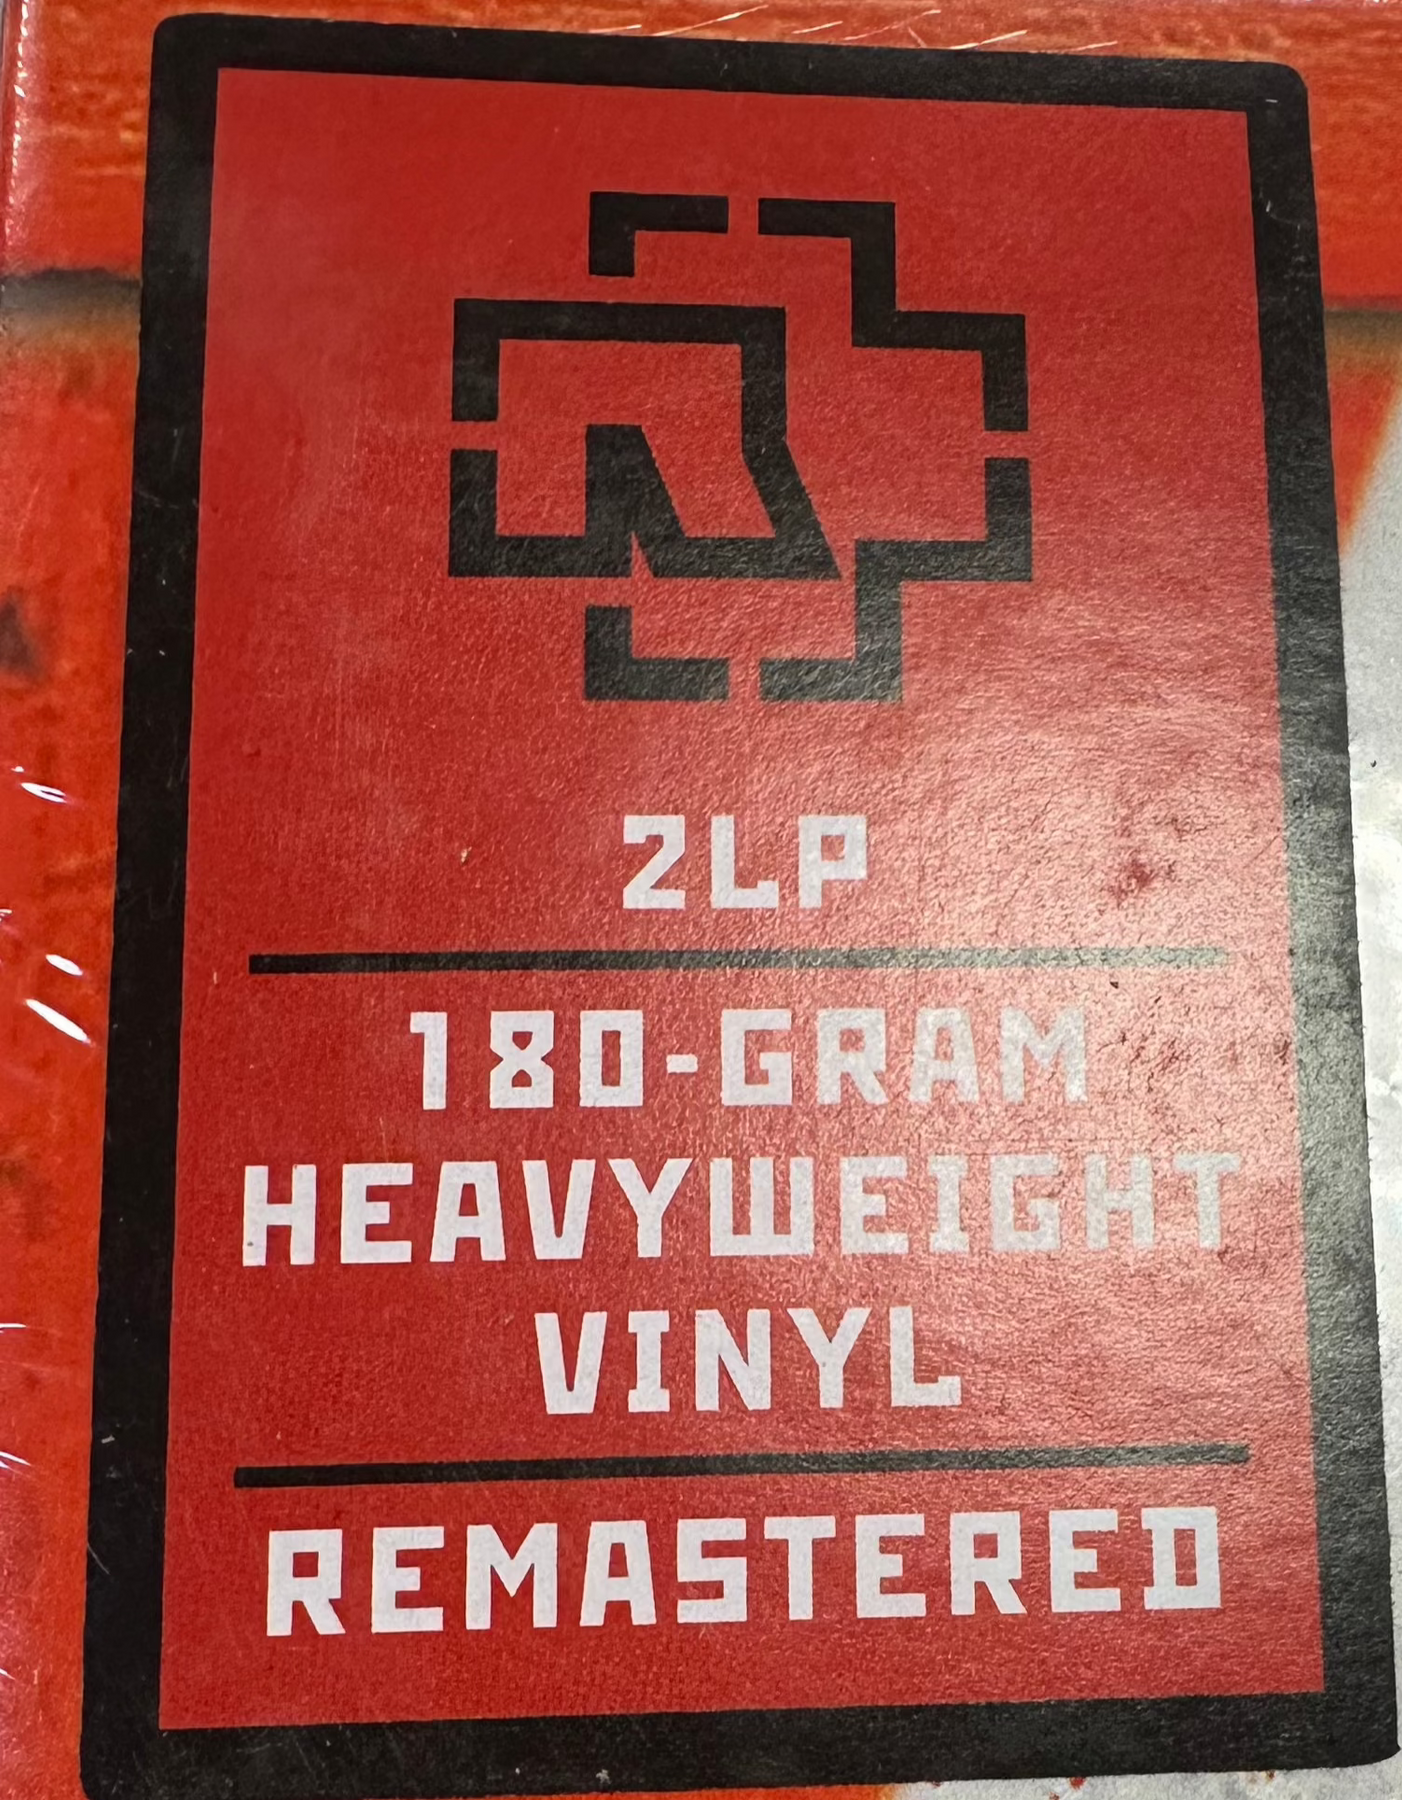 2LP
180-GRAM
HEAVYWEIGHT
VINYL
REMASTERED